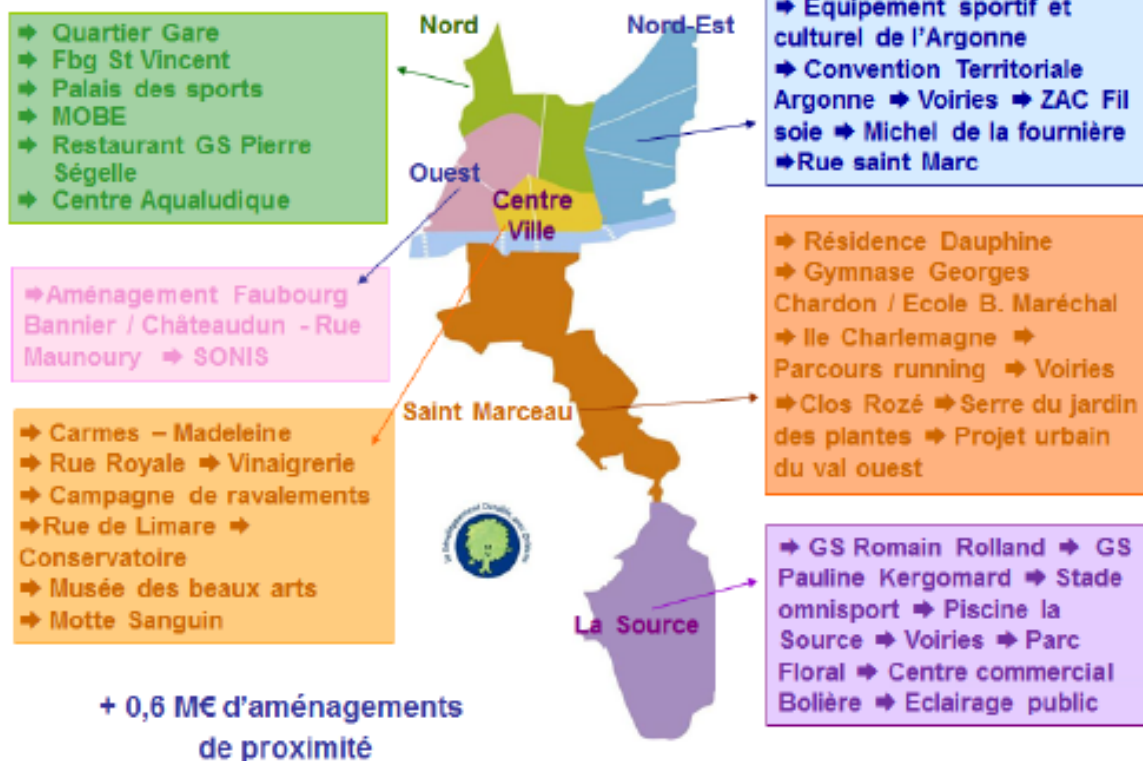 ➡ Quartier Gare
➡ Fbg St Vincent
➡ Palais des sports
➡ MOBE
➡ Restaurant GS Pierre
Ségelle
➡ Centre Aqualudique
Nord
Nord-Est
Ouest
Centre
Ville
Saint Marceau
La Source
➡ Equipement sportif et
culturel de l'Argonne
➡ Convention Territoriale
Argonne ➡ Voiries ➡ ZAC Fil
soie ➡ Michel de la fournière
➡Rue saint Marc
➡Aménagement Faubourg
Bannier / Châteaudun - Rue
Maunoury ➡ SONIS
➡ Résidence Dauphine
➡ Gymnase Georges
Chardon / Ecole B. Maréchal
➡ Ile Charlemagne ➡
Parcours running ➡ Voiries
➡Clos Rozé ➡Serre du jardin
des plantes ➡ Projet urbain
du val ouest
➡ Carmes – Madeleine
➡ Rue Royale ➡ Vinaigrerie
➡ Campagne de ravalements
➡Rue de Limare ➡
Conservatoire
➡ Musée des beaux arts
➡ Motte Sanguin
➡ GS Romain Rolland ➡ GS
Pauline Kergomard ➡ Stade
omnisport ➡ Piscine la
Source ➡ Voiries ➡ Parc
Floral ➡ Centre commercial
Bolière ➡ Eclairage public
+ 0,6 M€ d'aménagements
de proximité